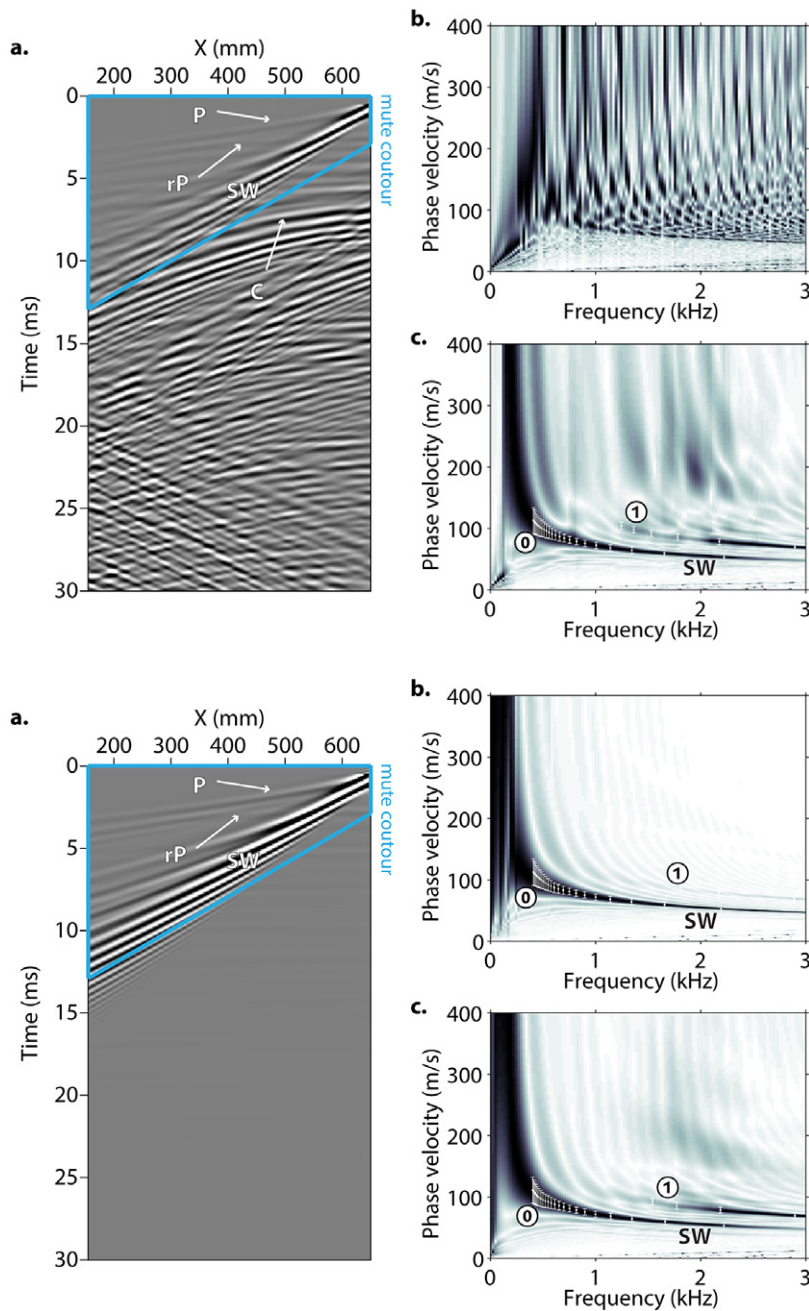 a.
X (mm)
200 300 400 500 600
0
5
10
15
20
25
30
Time (ms)
P
rP
SW
C
mute coutour
b.
400
300
200
100
0
Phase velocity (m/s)
0 1 2 3
Frequency (kHz)
c.
400
300
200
100
0
Phase velocity (m/s)
0
1
SW
0 1 2 3
Frequency (kHz)
a.
X (mm)
200 300 400 500 600
0
5
10
15
20
25
30
Time (ms)
P
rP
SW
mute coutour
b.
400
300
200
100
0
Phase velocity (m/s)
0
1
SW
0 1 2 3
Frequency (kHz)
c.
400
300
200
100
0
Phase velocity (m/s)
0
1
SW
0 1 2 3
Frequency (kHz)